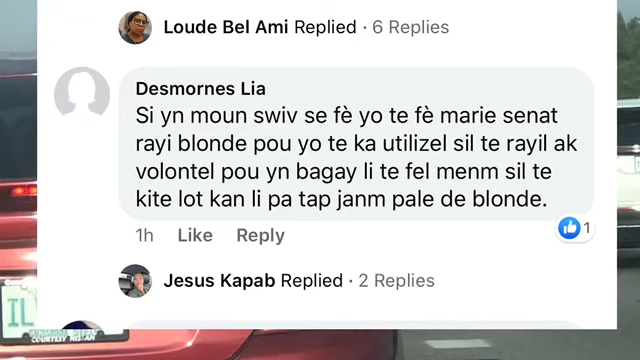 Loude Bel Ami Replied · 6 Replies
Desmornes Lia
Si yn moun swiv se fè yo te fè marie senat
rayi blonde pou yo te ka utilizel sil te rayil ak
volontel pou yn bagay li te fel menm sil te
kite lot kan li pa tap janm pale de blonde.
1h Like Reply
1
Jesus Kapab Replied · 2 Replies
IL
COURTESY NISSAN